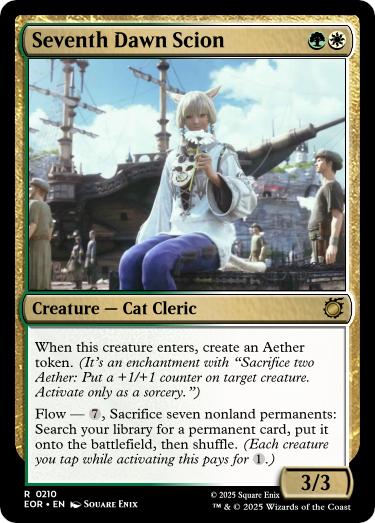 Seventh Dawn Scion
Creature — Cat Cleric
When this creature enters, create an Aether
token. (It's an enchantment with “Sacrifice two
Aether: Put a +1/+1 counter on target creature.
Activate only as a sorcery.”)
Flow — 7, Sacrifice seven nonland permanents:
Search your library for a permanent card, put it
onto the battlefield, then shuffle. (Each creature
you tap while activating this pays for 1.)
3/3
R 0210
EOR • EN SQUARE ENIX
© 2025 Square Enix
™ & © 2025 Wizards of the Coast